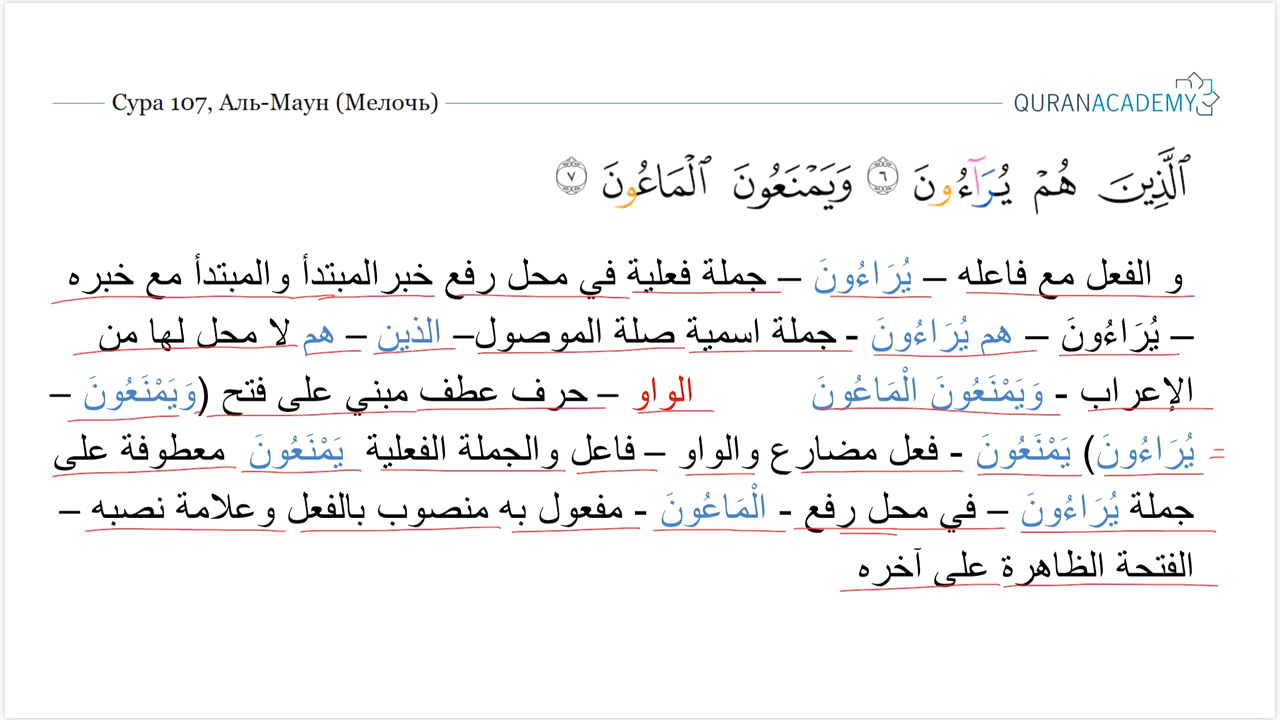 Сура 107, Аль-Маун (Мелочь)
QURANACADEMY
ٱلَّذِينَ هُمْ يُرَآءُونَ ٦ وَيَمْنَعُونَ ٱلْمَاعُونَ ٧
و الفعل مع فاعله – يُرَاءُونَ – جملة فعلية في محل رفع خبرالمبتدأ والمبتدأ مع خبره
– يُرَاءُونَ – هم يُرَاءُونَ - جملة اسمية صلة الموصول– الذين – هم لا محل لها من
الإعراب - وَيَمْنَعُونَ الْمَاعُونَ الواو – حرف عطف مبني على فتح (وَيَمْنَعُونَ –
يُرَاءُونَ) يَمْنَعُونَ - فعل مضارع والواو – فاعل والجملة الفعلية يَمْنَعُونَ معطوفة على
جملة يُرَاءُونَ – في محل رفع - الْمَاعُونَ - مفعول به منصوب بالفعل وعلامة نصبه –
الفتحة الظاهرة على آخره